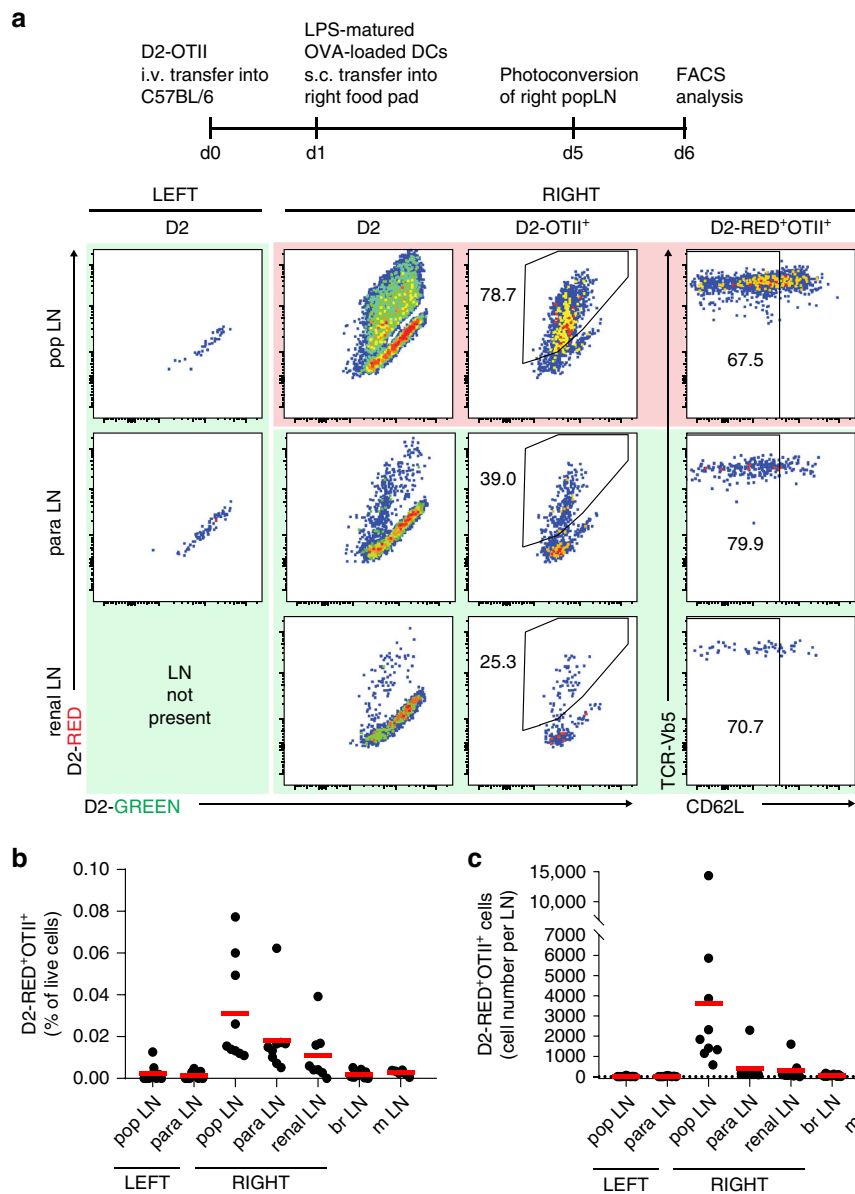 a
D2-OTII
i.v. transfer into
C57BL/6
LPS-matured
OVA-loaded DCs
s.c. transfer into
right food pad
Photoconversion
of right popLN
FACS
analysis
d0
d1
d5
d6
LEFT
RIGHT
D2
D2
D2-OTII+
D2-RED+OTII+
pop LN
78.7
67.5
para LN
39.0
79.9
renal LN
LN
not
present
25.3
70.7
D2-RED
TCR-Vb5
D2-GREEN
CD62L
b
D2-RED+OTII+
(% of live cells)
0.10
0.08
0.06
0.04
0.02
0.00
pop LN
para LN
pop LN
para LN
renal LN
br LN
m LN
LEFT
RIGHT
c
D2-RED+OTII+ cells
(cell number per LN)
15,000
10,000
7000
6000
5000
4000
3000
2000
1000
0
pop LN
para LN
pop LN
para LN
renal LN
br LN
m
LEFT
RIGHT